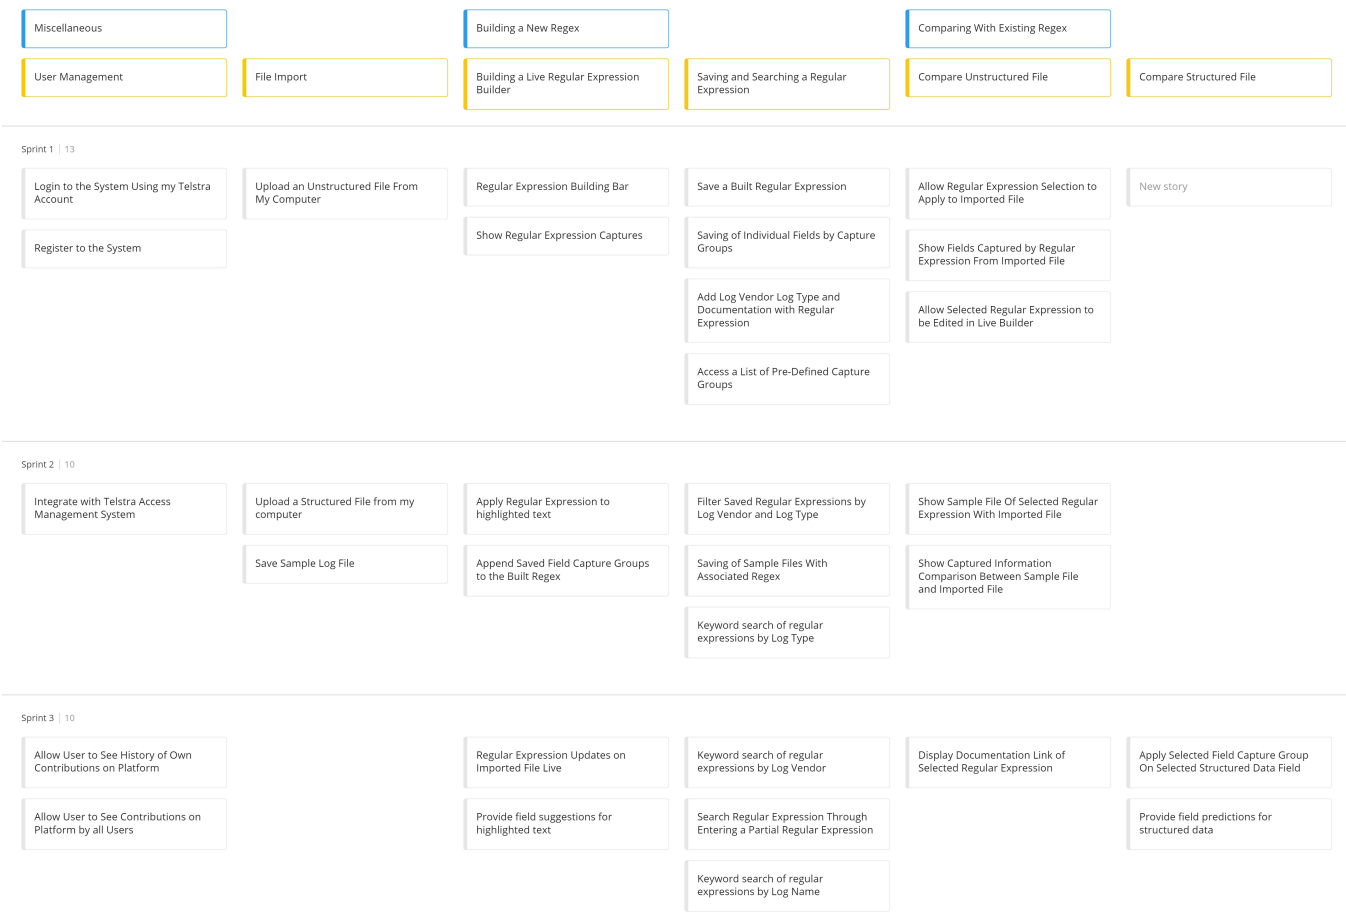 Miscellaneous
Building a New Regex
Comparing With Existing Regex
User Management
File Import
Building a Live Regular Expression
Builder
Saving and Searching a Regular
Expression
Compare Unstructured File
Compare Structured File
Sprint 1 | 13
Login to the System Using my Telstra
Account
Register to the System
Upload an Unstructured File From
My Computer
Regular Expression Building Bar
Show Regular Expression Captures
Save a Built Regular Expression
Saving of Individual Fields by Capture
Groups
Add Log Vendor Log Type and
Documentation with Regular
Expression
Access a List of Pre-Defined Capture
Groups
Allow Regular Expression Selection to
Apply to Imported File
Show Fields Captured by Regular
Expression From Imported File
Allow Selected Regular Expression to
be Edited in Live Builder
New story
Sprint 2 | 10
Integrate with Telstra Access
Management System
Upload a Structured File from my
computer
Save Sample Log File
Apply Regular Expression to
highlighted text
Append Saved Field Capture Groups
to the Built Regex
Filter Saved Regular Expressions by
Log Vendor and Log Type
Saving of Sample Files With
Associated Regex
Keyword search of regular
expressions by Log Type
Show Sample File Of Selected Regular
Expression With Imported File
Show Captured Information
Comparison Between Sample File
and Imported File
Sprint 3 | 10
Allow User to See History of Own
Contributions on Platform
Allow User to See Contributions on
Platform by all Users
Regular Expression Updates on
Imported File Live
Provide field suggestions for
highlighted text
Keyword search of regular
expressions by Log Vendor
Search Regular Expression Through
Entering a Partial Regular Expression
Keyword search of regular
expressions by Log Name
Display Documentation Link of
Selected Regular Expression
Apply Selected Field Capture Group
On Selected Structured Data Field
Provide field predictions for
structured data